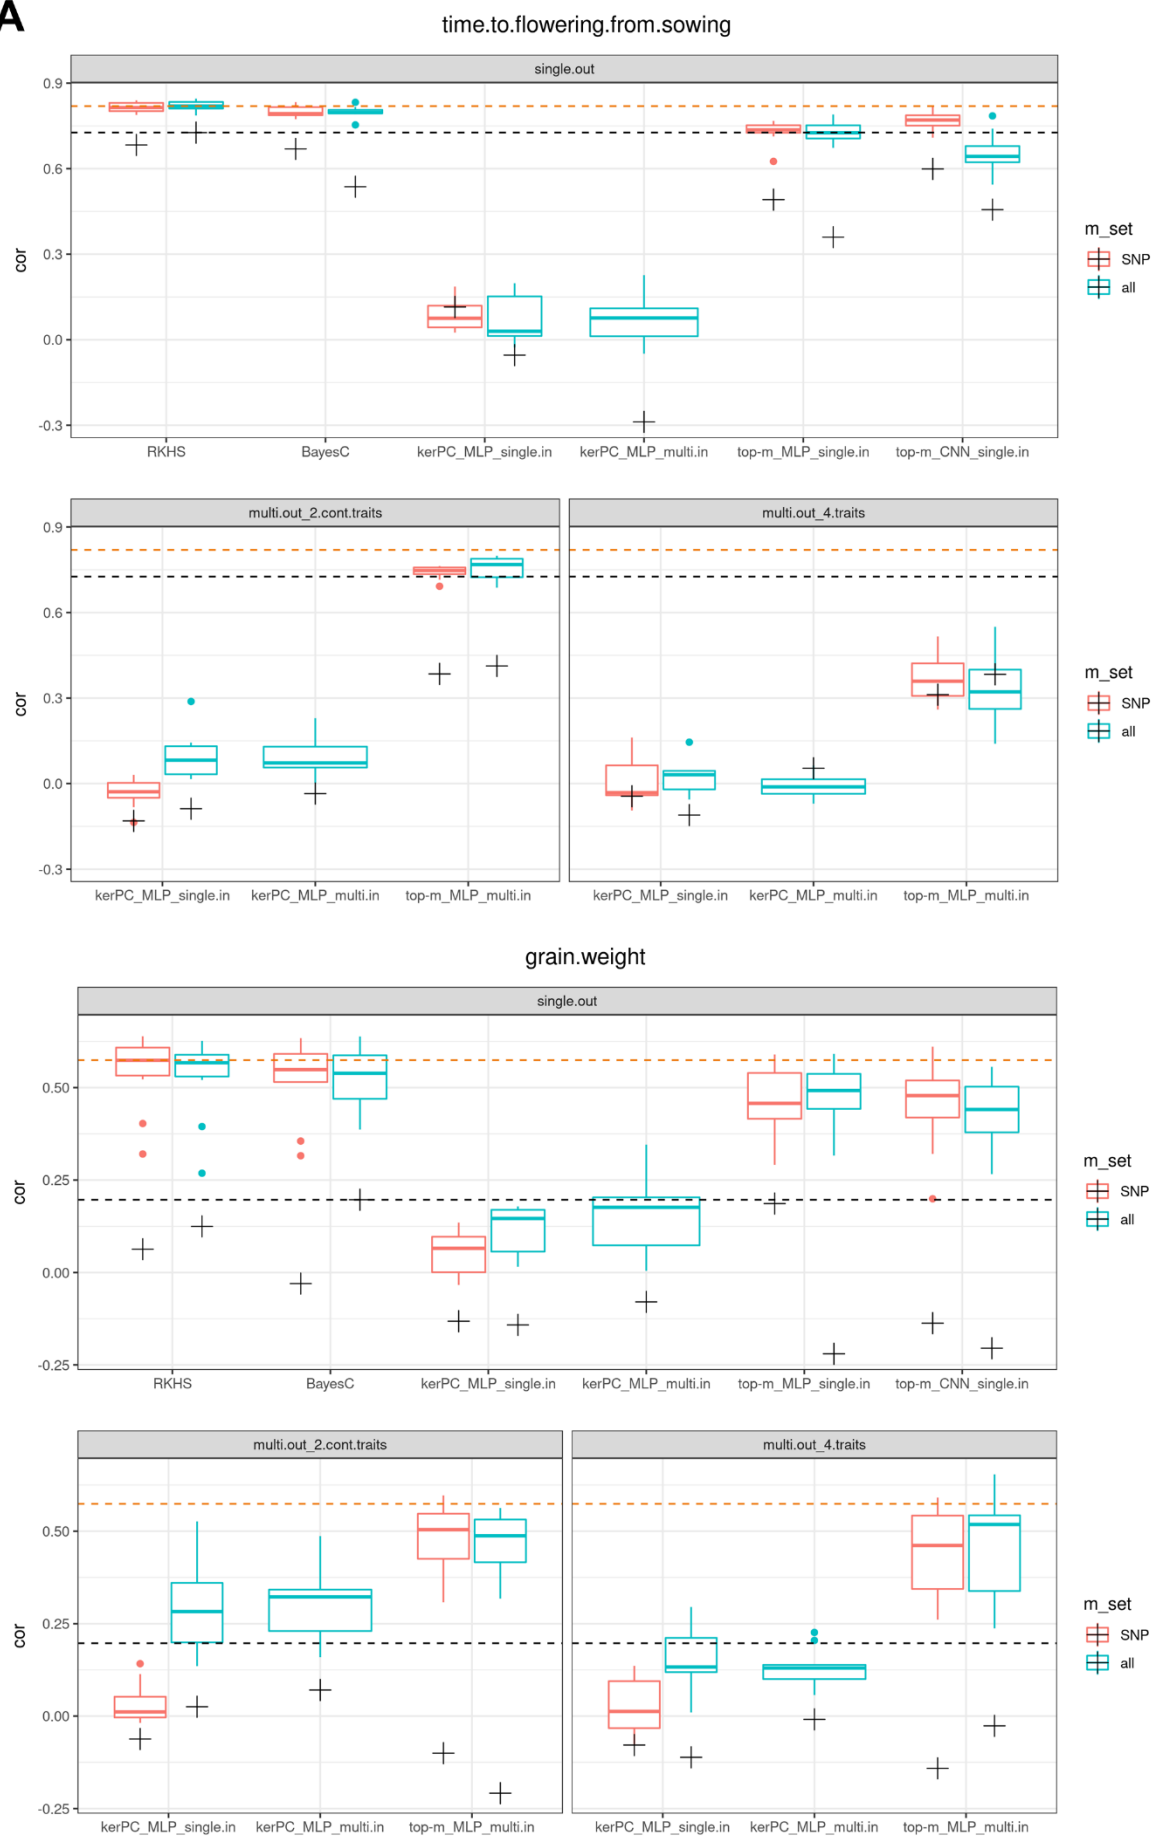 A
time.to.flowering.from.sowing
single.out
0.9
0.6
0.3
0.0
-0.3
cor
RKHS BayesC kerPC_MLP_single.in kerPC_MLP_multi.in top-m_MLP_single.in top-m_CNN_single.in
m_set
SNP
all
multi.out_2.cont.traits multi.out_4.traits
0.9
0.6
0.3
0.0
-0.3
cor
kerPC_MLP_single.in kerPC_MLP_multi.in top-m_MLP_multi.in kerPC_MLP_single.in kerPC_MLP_multi.in top-m_MLP_multi.in
m_set
SNP
all
grain.weight
single.out
0.50
0.25
0.00
-0.25
cor
RKHS BayesC kerPC_MLP_single.in kerPC_MLP_multi.in top-m_MLP_single.in top-m_CNN_single.in
m_set
SNP
all
multi.out_2.cont.traits multi.out_4.traits
0.50
0.25
0.00
-0.25
cor
kerPC_MLP_single.in kerPC_MLP_multi.in top-m_MLP_multi.in kerPC_MLP_single.in kerPC_MLP_multi.in top-m_MLP_multi.in
m_set
SNP
all